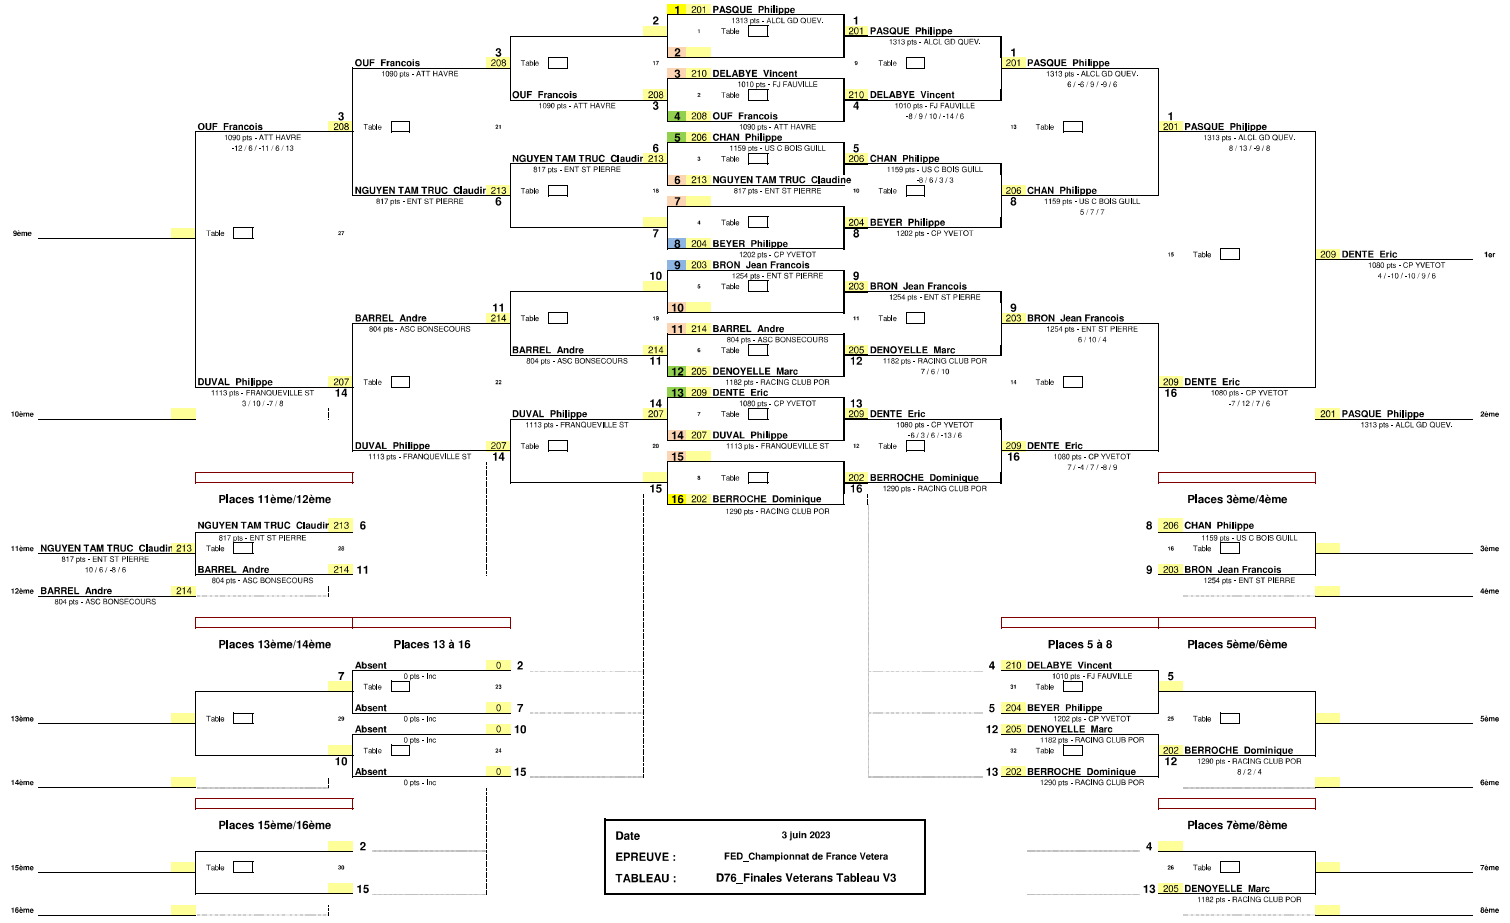 1 201 PASQUE Philippe
1313 pts - ALCL GD QUEV.
2
1 Table
1
201 PASQUE Philippe
1313 pts - ALCL GD QUEV.
2
3
OUF Francois 208
1090 pts - ATT HAVRE
Table 17
9 Table
1
201 PASQUE Philippe
1313 pts - ALCL GD QUEV.
6 / -6 / 9 / -9 / 6
3 210 DELABYE Vincent
1010 pts - FJ FAUVILLE
2 Table
OUF Francois 208
1090 pts - ATT HAVRE 3
210 DELABYE Vincent
4 1010 pts - FJ FAUVILLE
-8 / 9 / 10 / -14 / 6
4 208 OUF Francois
1090 pts - ATT HAVRE
3
OUF Francois 208
1090 pts - ATT HAVRE
-12 / 6 / -11 / 6 / 13
Table 21
13 Table
1
201 PASQUE Philippe
1313 pts - ALCL GD QUEV.
8 / 13 / -9 / 8
5 206 CHAN Philippe
1159 pts - US C BOIS GUILL
6
NGUYEN TAM TRUC Claudin 213
817 pts - ENT ST PIERRE
3 Table
5
206 CHAN Philippe
1159 pts - US C BOIS GUILL
-8 / 6 / 3 / 3
6 213 NGUYEN TAM TRUC Claudine
817 pts - ENT ST PIERRE
NGUYEN TAM TRUC Claudin 213
817 pts - ENT ST PIERRE 6
Table 18
10 Table
206 CHAN Philippe
8 1159 pts - US C BOIS GUILL
5 / 7 / 7
7
4 Table
7
204 BEYER Philippe
8 1202 pts - CP YVETOT
8 204 BEYER Philippe
1202 pts - CP YVETOT
9ème
Table 27
15 Table
209 DENTE Eric 1er
1080 pts - CP YVETOT
4 / -10 / -10 / 9 / 6
9 203 BRON Jean Francois
1254 pts - ENT ST PIERRE
10
5 Table
9
203 BRON Jean Francois
1254 pts - ENT ST PIERRE
10
11
BARREL Andre 214
804 pts - ASC BONSECOURS
Table 19
11 Table
9
203 BRON Jean Francois
1254 pts - ENT ST PIERRE
6 / 10 / 4
11 214 BARREL Andre
804 pts - ASC BONSECOURS
6 Table
BARREL Andre 214
804 pts - ASC BONSECOURS 11
205 DENOYELLE Marc
12 1182 pts - RACING CLUB POR
7 / 6 / 10
12 205 DENOYELLE Marc
1182 pts - RACING CLUB POR
DUVAL Philippe 207
1113 pts - FRANQUEVILLE ST 14
3 / 10 / -7 / 8
Table 22
14 Table
209 DENTE Eric
16 1080 pts - CP YVETOT
-7 / 12 / 7 / 6
13 209 DENTE Eric
1080 pts - CP YVETOT
14
DUVAL Philippe 207
1113 pts - FRANQUEVILLE ST
7 Table
13
209 DENTE Eric
1080 pts - CP YVETOT
-6 / 3 / 6 / -13 / 6
10ème
201 PASQUE Philippe 2ème
1313 pts - ALCL GD QUEV.
14 207 DUVAL Philippe
1113 pts - FRANQUEVILLE ST
DUVAL Philippe 207
1113 pts - FRANQUEVILLE ST 14
Table 20
12 Table
209 DENTE Eric
16 1080 pts - CP YVETOT
7 / -4 / 7 / -8 / 9
15
8 Table
15
202 BERROCHE Dominique
16 1290 pts - RACING CLUB POR
16 202 BERROCHE Dominique
1290 pts - RACING CLUB POR
Places 11ème/12ème
NGUYEN TAM TRUC Claudin 213 6
817 pts - ENT ST PIERRE
Table 28
11ème NGUYEN TAM TRUC Claudin 213
817 pts - ENT ST PIERRE
10 / 6 / -8 / 6
BARREL Andre 214 11
804 pts - ASC BONSECOURS
12ème BARREL Andre 214
804 pts - ASC BONSECOURS
Places 3ème/4ème
8 206 CHAN Philippe
1159 pts - US C BOIS GUILL
16 Table
3ème
9 203 BRON Jean Francois
1254 pts - ENT ST PIERRE
4ème
Places 13ème/14ème
Places 13 à 16
Absent 0 2
0 pts - Inc
7
Table 23
Absent 0 7
0 pts - Inc
13ème
Table 29
Absent 0 10
0 pts - Inc
Table 24
10
Absent 0 15
0 pts - Inc
14ème
Places 5 à 8
Places 5ème/6ème
4 210 DELABYE Vincent
1010 pts - FJ FAUVILLE
5
31 Table
5 204 BEYER Philippe
1202 pts - CP YVETOT
25 Table
5ème
12 205 DENOYELLE Marc
1182 pts - RACING CLUB POR
32 Table
202 BERROCHE Dominique
12 1290 pts - RACING CLUB POR
8 / 2 / 4
13 202 BERROCHE Dominique
1290 pts - RACING CLUB POR
6ème
Places 15ème/16ème
2
15ème
Table 30
15
16ème
Date 3 juin 2023
EPREUVE : FED_Championnat de France Vetera
TABLEAU : D76_Finales Veterans Tableau V3
Places 7ème/8ème
4
26 Table
7ème
13 205 DENOYELLE Marc
1182 pts - RACING CLUB POR
8ème